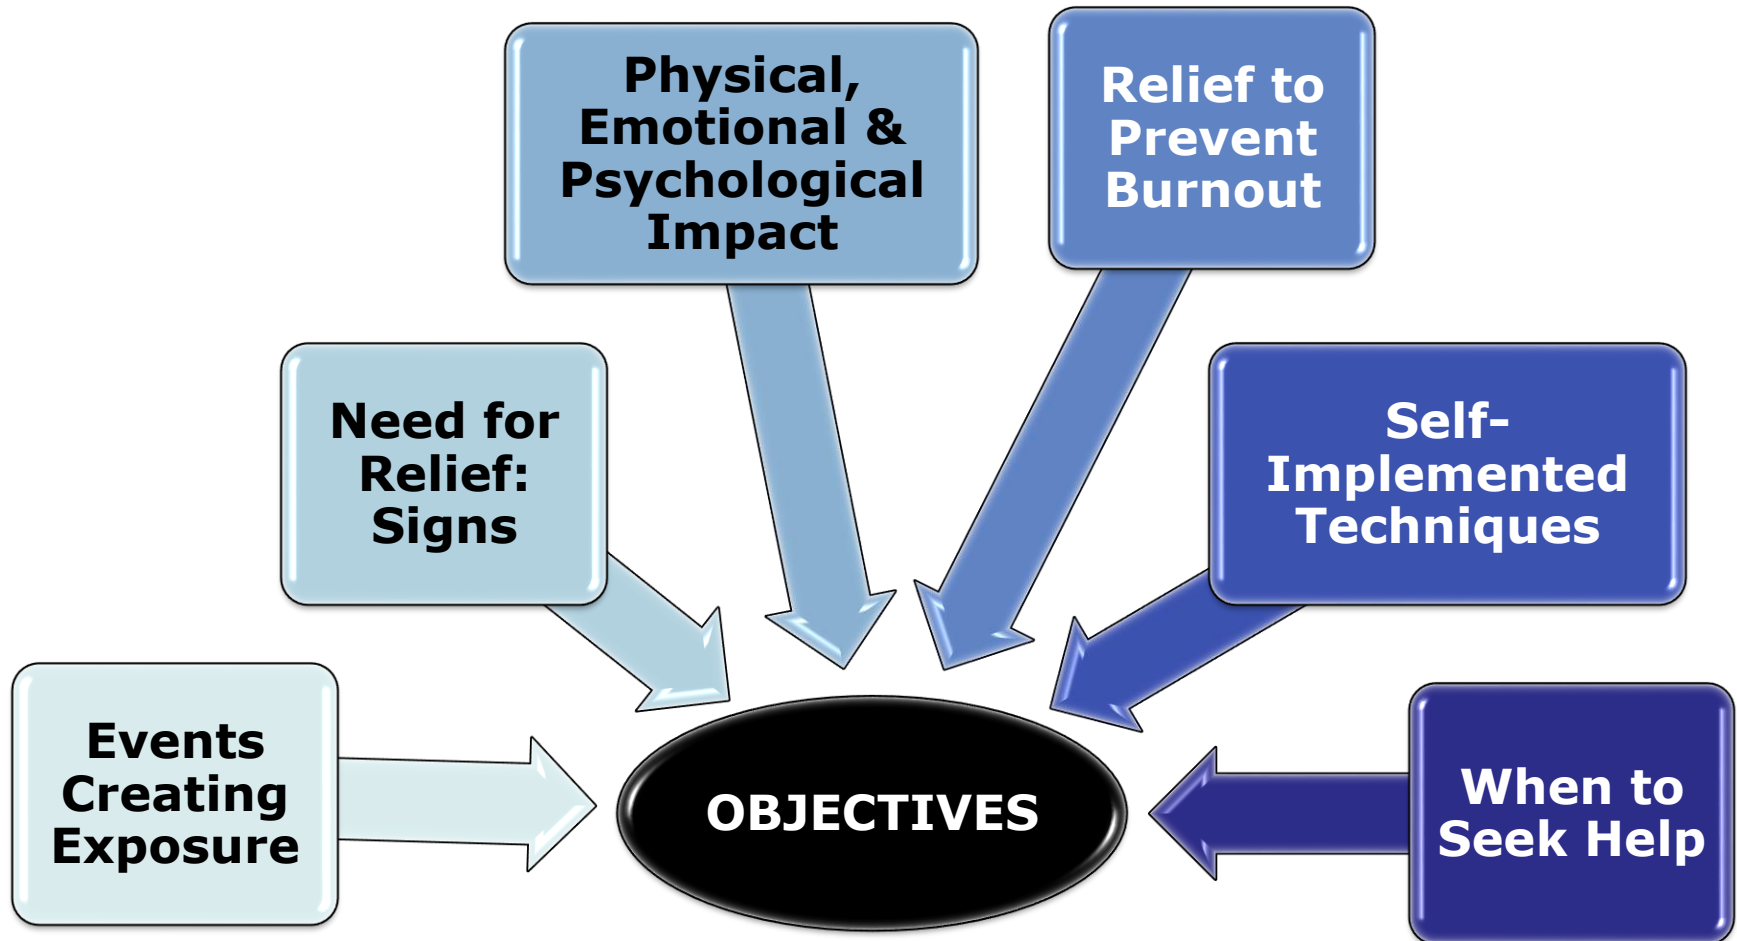 Events
Creating
Exposure
Need for
Relief:
Signs
Physical,
Emotional &
Psychological
Impact
Relief to
Prevent
Burnout
Self-
Implemented
Techniques
When to
Seek Help
OBJECTIVES